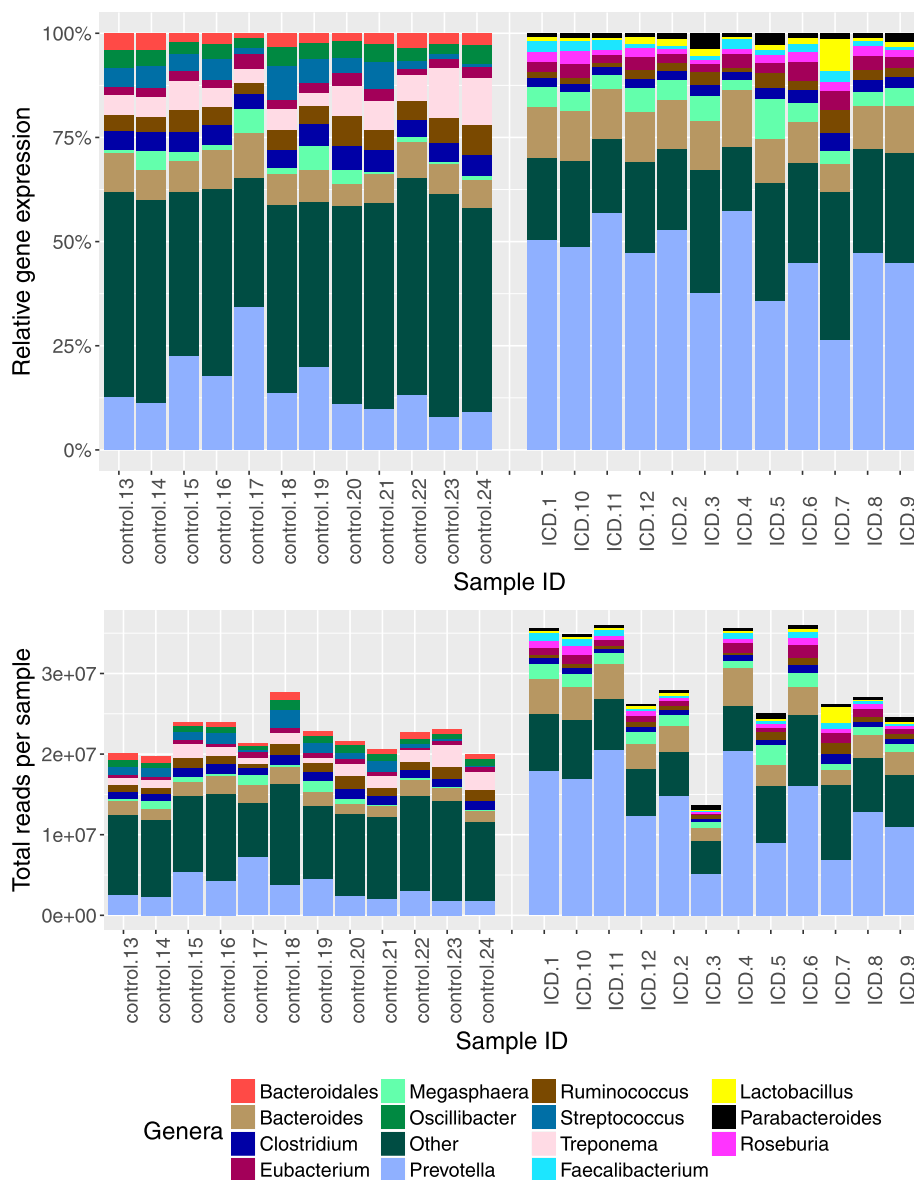 Relative gene expression
100%
75%
50%
25%
0%
control.13 control.14 control.15 control.16 control.17 control.18 control.19 control.20 control.21 control.22 control.23 control.24 ICD.1 ICD.10 ICD.11 ICD.12 ICD.2 ICD.3 ICD.4 ICD.5 ICD.6 ICD.7 ICD.8 ICD.9
Sample ID
Total reads per sample
3e+07
2e+07
1e+07
0e+00
control.13 control.14 control.15 control.16 control.17 control.18 control.19 control.20 control.21 control.22 control.23 control.24 ICD.1 ICD.10 ICD.11 ICD.12 ICD.2 ICD.3 ICD.4 ICD.5 ICD.6 ICD.7 ICD.8 ICD.9
Sample ID
Genera
Bacteroidales Megasphaera Ruminococcus Lactobacillus
Bacteroides Oscillibacter Streptococcus Parabacteroides
Clostridium Other Treponema Roseburia
Eubacterium Prevotella Faecalibacterium